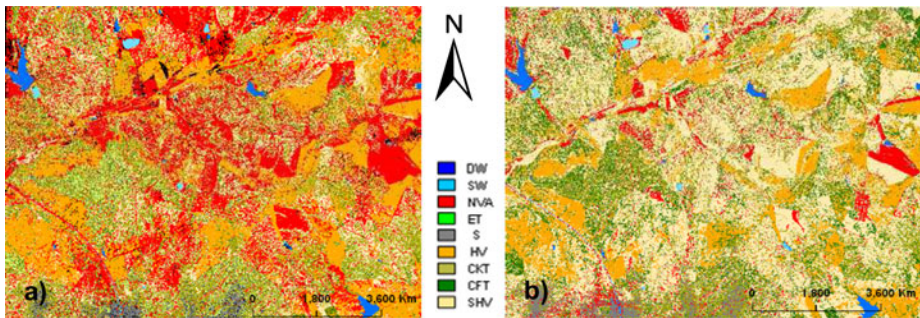 N
DW
SW
NVA
ET
S
HV
CKT
CFT
SHV
a)
0 1,800 3,600 Km
b)
0 1,800 3,600 Km